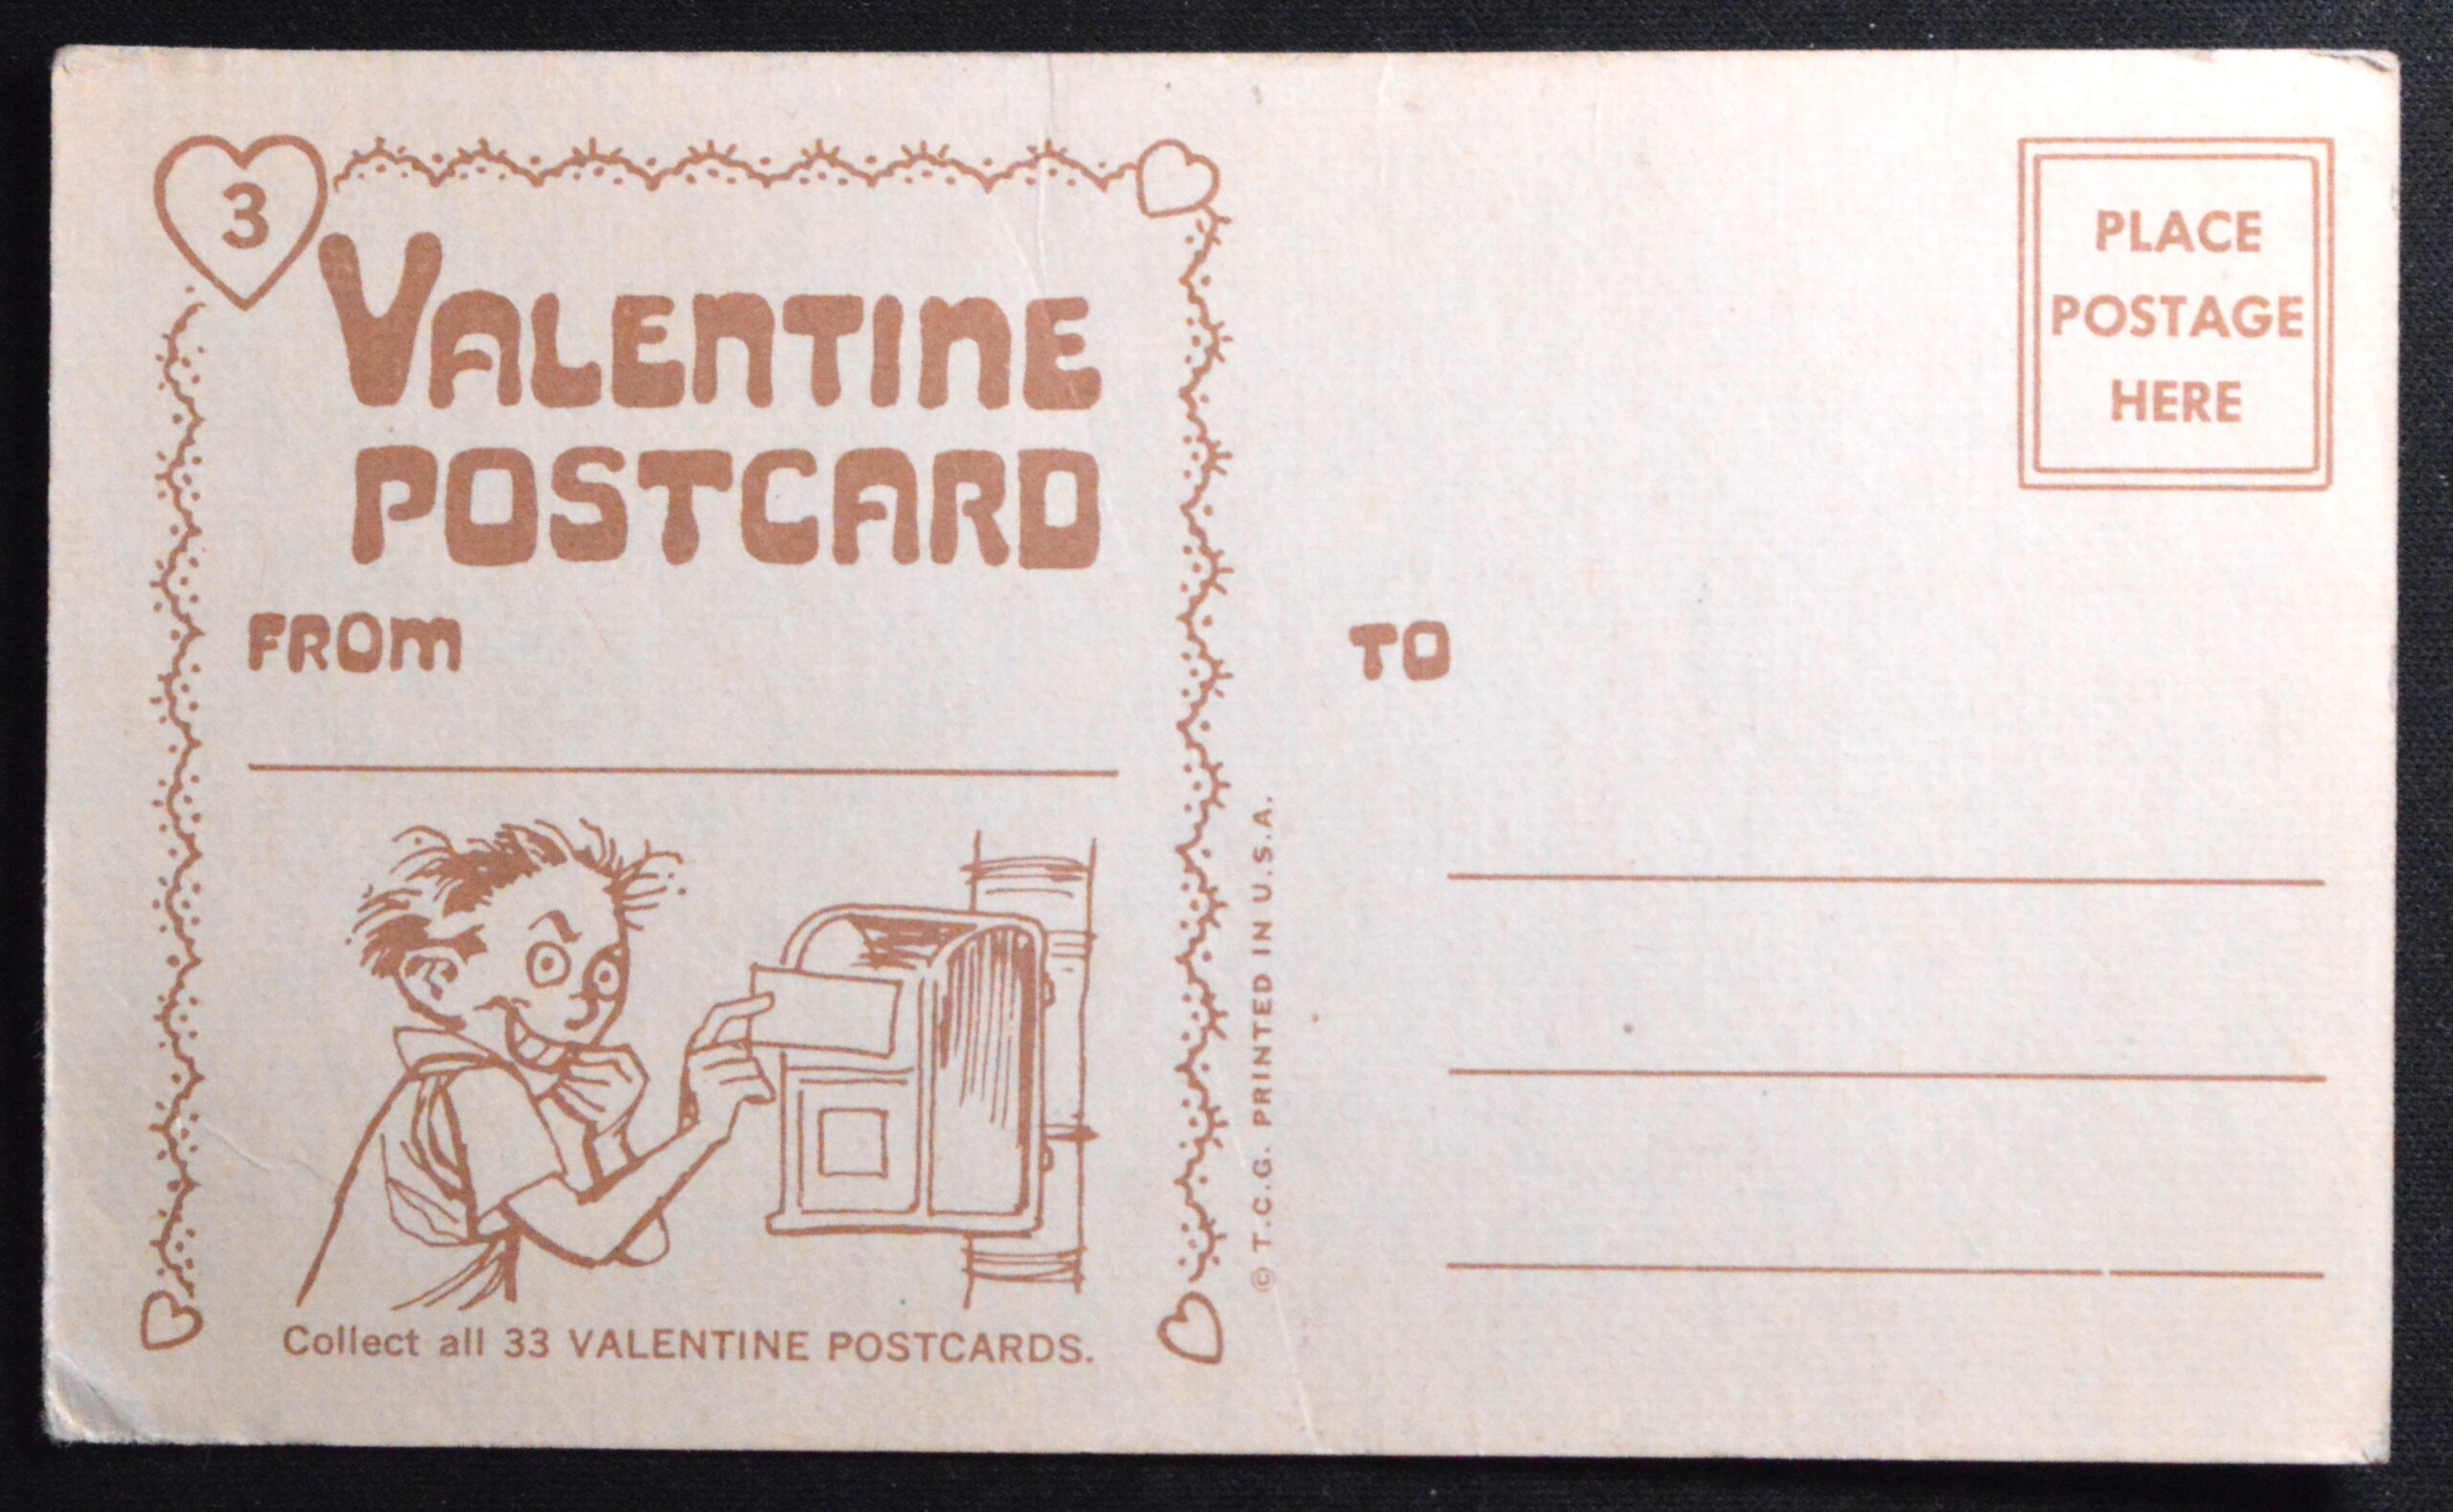 3
VALENTINE
POSTCARD
FROM
Collect all 33 VALENTINE POSTCARDS.
© T.C.G. PRINTED IN U.S.A.
PLACE
POSTAGE
HERE
TO